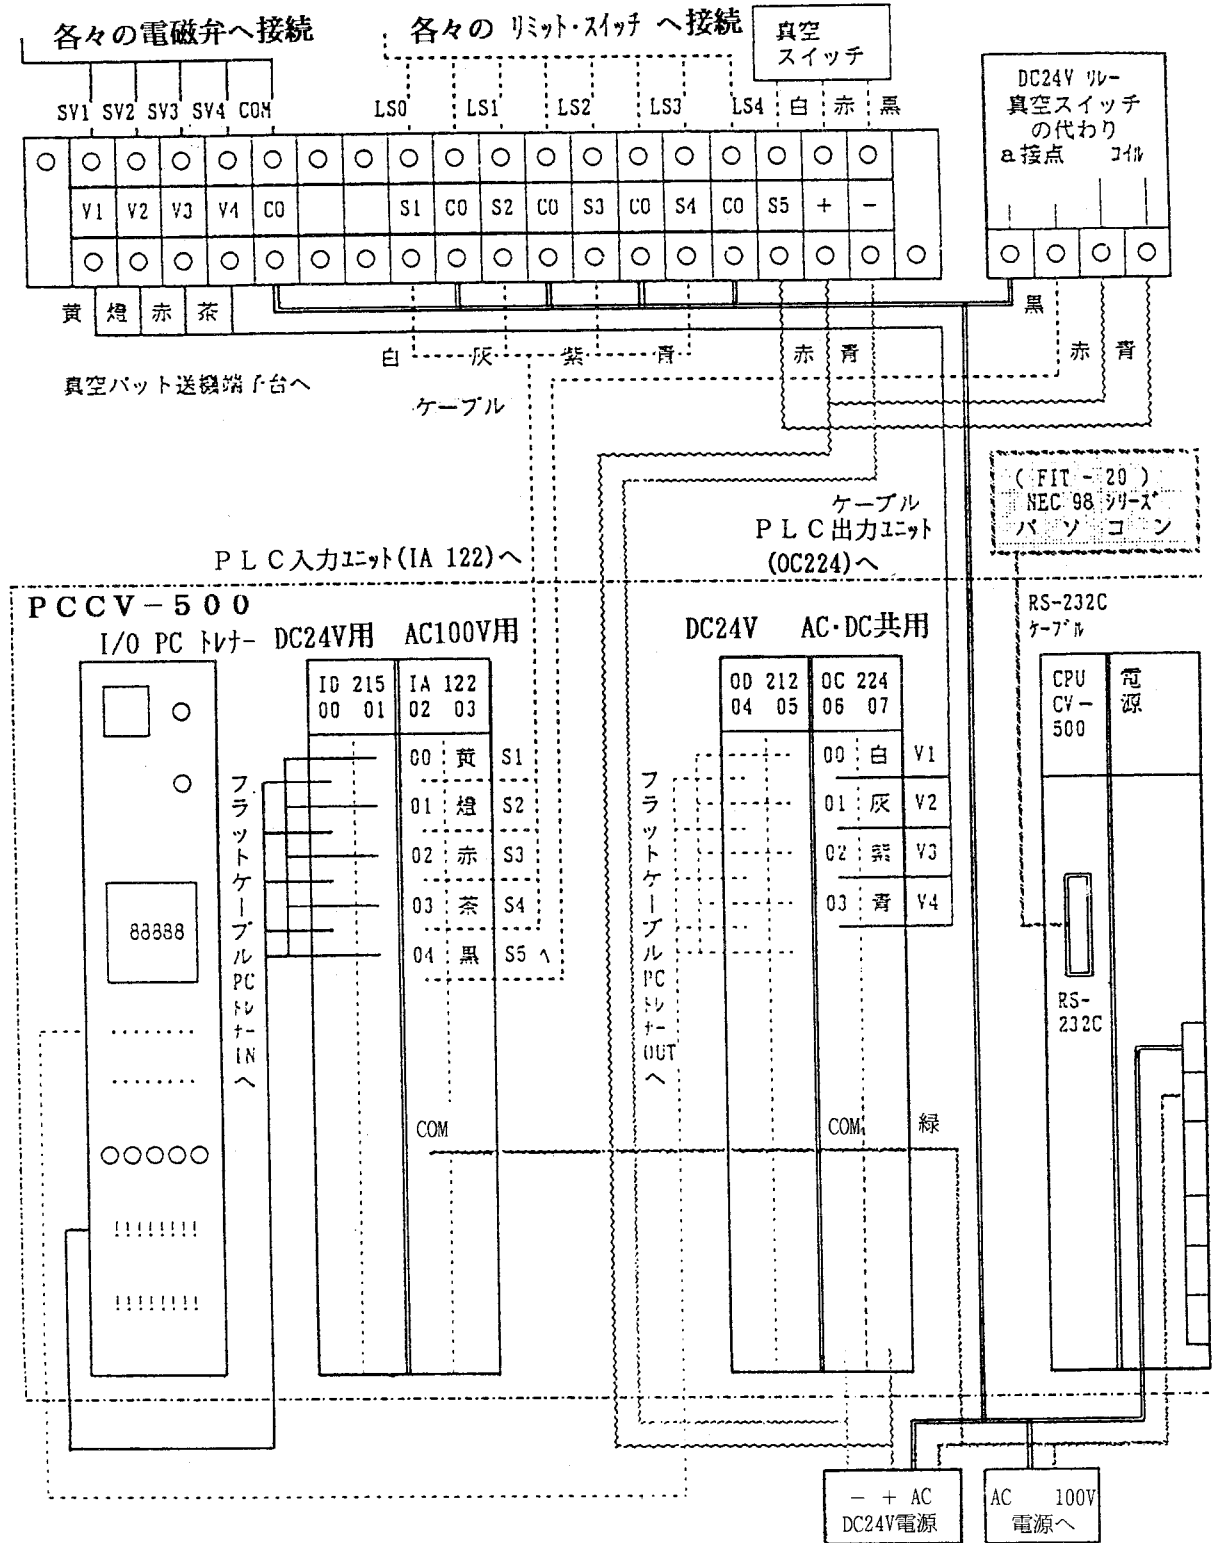 各々の電磁弁へ接続
各々の リミット・スイッチ へ接続
真空
スイッチ
DC24V リレー
真空スイッチ
の代わり
a接点 コイル
SV1 SV2 SV3 SV4 COM
LS0 LS1 LS2 LS3 LS4 白 赤 黒
V1 V2 V3 V4 CO S1 CO S2 CO S3 CO S4 CO S5 + −
黄 燈 赤 茶
黒
白 灰 紫 青 赤 青
赤 青
真空パット送機端子台へ
ケーブル
( FIT - 20 )
NEC 98 シリーズ
パソコン
ケーブル
PLC出力ユニット
(OC224)へ
PLC入力ユニット(IA 122)へ
PCCV-500
I/O PC トレナー DC24V用 AC100V用
DC24V AC・DC共用
RS-232C
ケーブル
ID 215 IA 122
00 01 02 03
OD 212 OC 224
04 05 06 07
CPU
CV-
500
電
源
00 黄 S1
01 燈 S2
02 赤 S3
03 茶 S4
04 黒 S5 へ
00 白 V1
01 灰 V2
02 紫 V3
03 青 V4
フラットケーブルPCトレナーINへ
フラットケーブルPCトレナーOUTへ
88888
RS-
232C
COM
COM 緑
− + AC
DC24V電源
AC 100V
電源へ